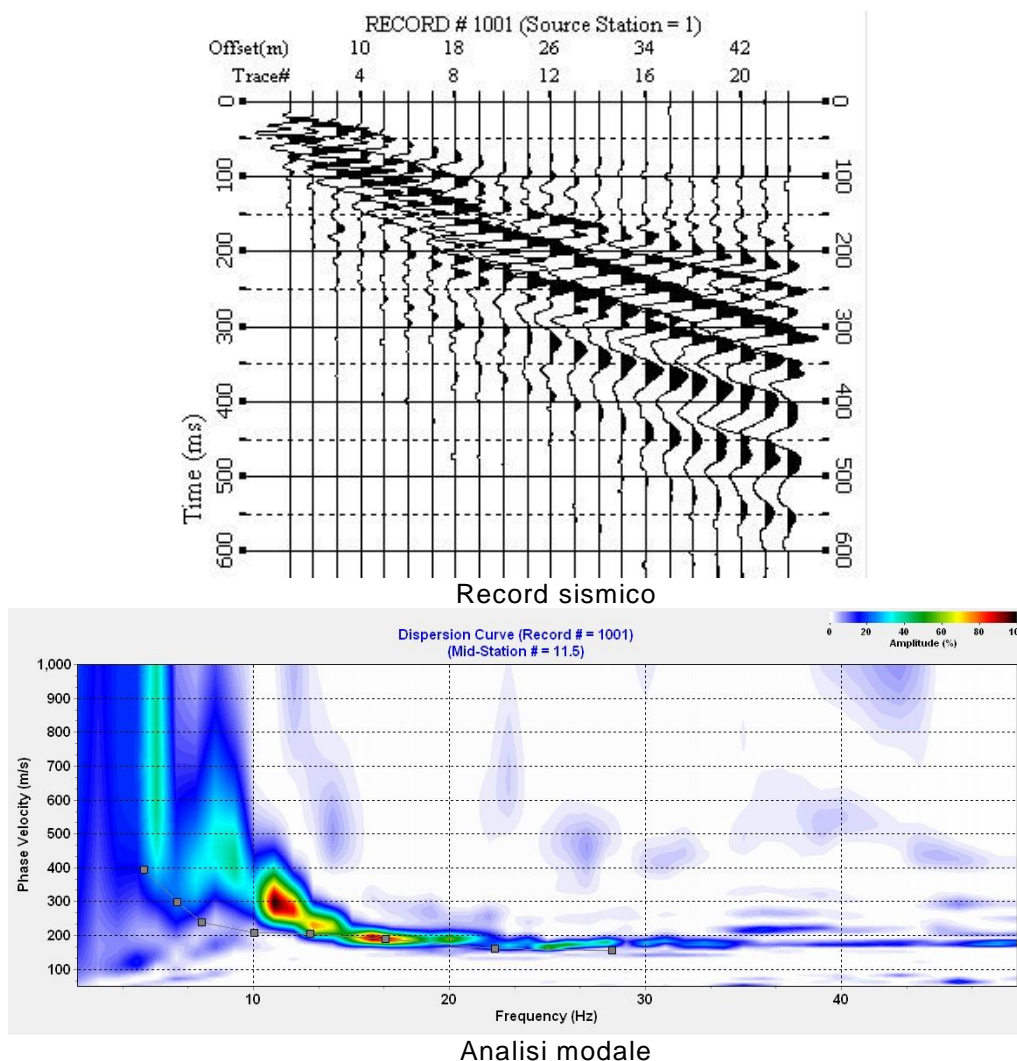 RECORD # 1001 (Source Station = 1)
Offset(m) 10 18 26 34 42
Trace# 4 8 12 16 20
0 0
100 100
200 200
300 300
400 400
500 500
600 600
Time (ms)
Record sismico
Dispersion Curve (Record # = 1001)
(Mid-Station # = 11.5)
0 20 40 60 80 100
Amplitude (%)
1,000
900
800
700
600
500
400
300
200
100
Phase Velocity (m/s)
10 20 30 40
Frequency (Hz)
Analisi modale